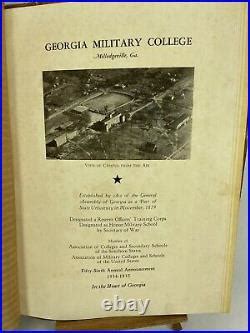 GEORGIA MILITARY COLLEGE
Milledgeville, Ga.
VIEW OF CAMPUS FROM THE AIR
Established by Act of the General
Assembly of Georgia as a Part of
State University in November, 1879
Designated a Reserve Officers' Training Corps
Designated as Honor Military School
by Secretary of War
Member of
Association of Colleges and Secondary Schools
of the Southern States
Association of Military Colleges and Schools
of the United States
Fifty-Sixth Annual Announcement
1934-1935
In the Heart of Georgia